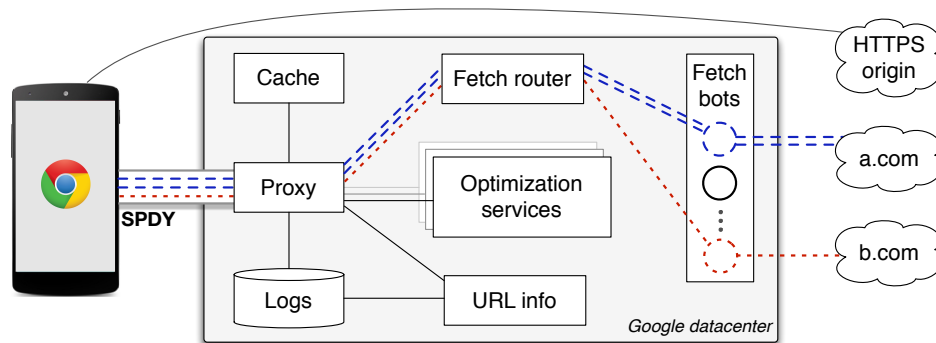 HTTPS
origin
Cache
Fetch router
Fetch
bots
a.com
Proxy
Optimization
services
SPDY
b.com
Logs
URL info
Google datacenter